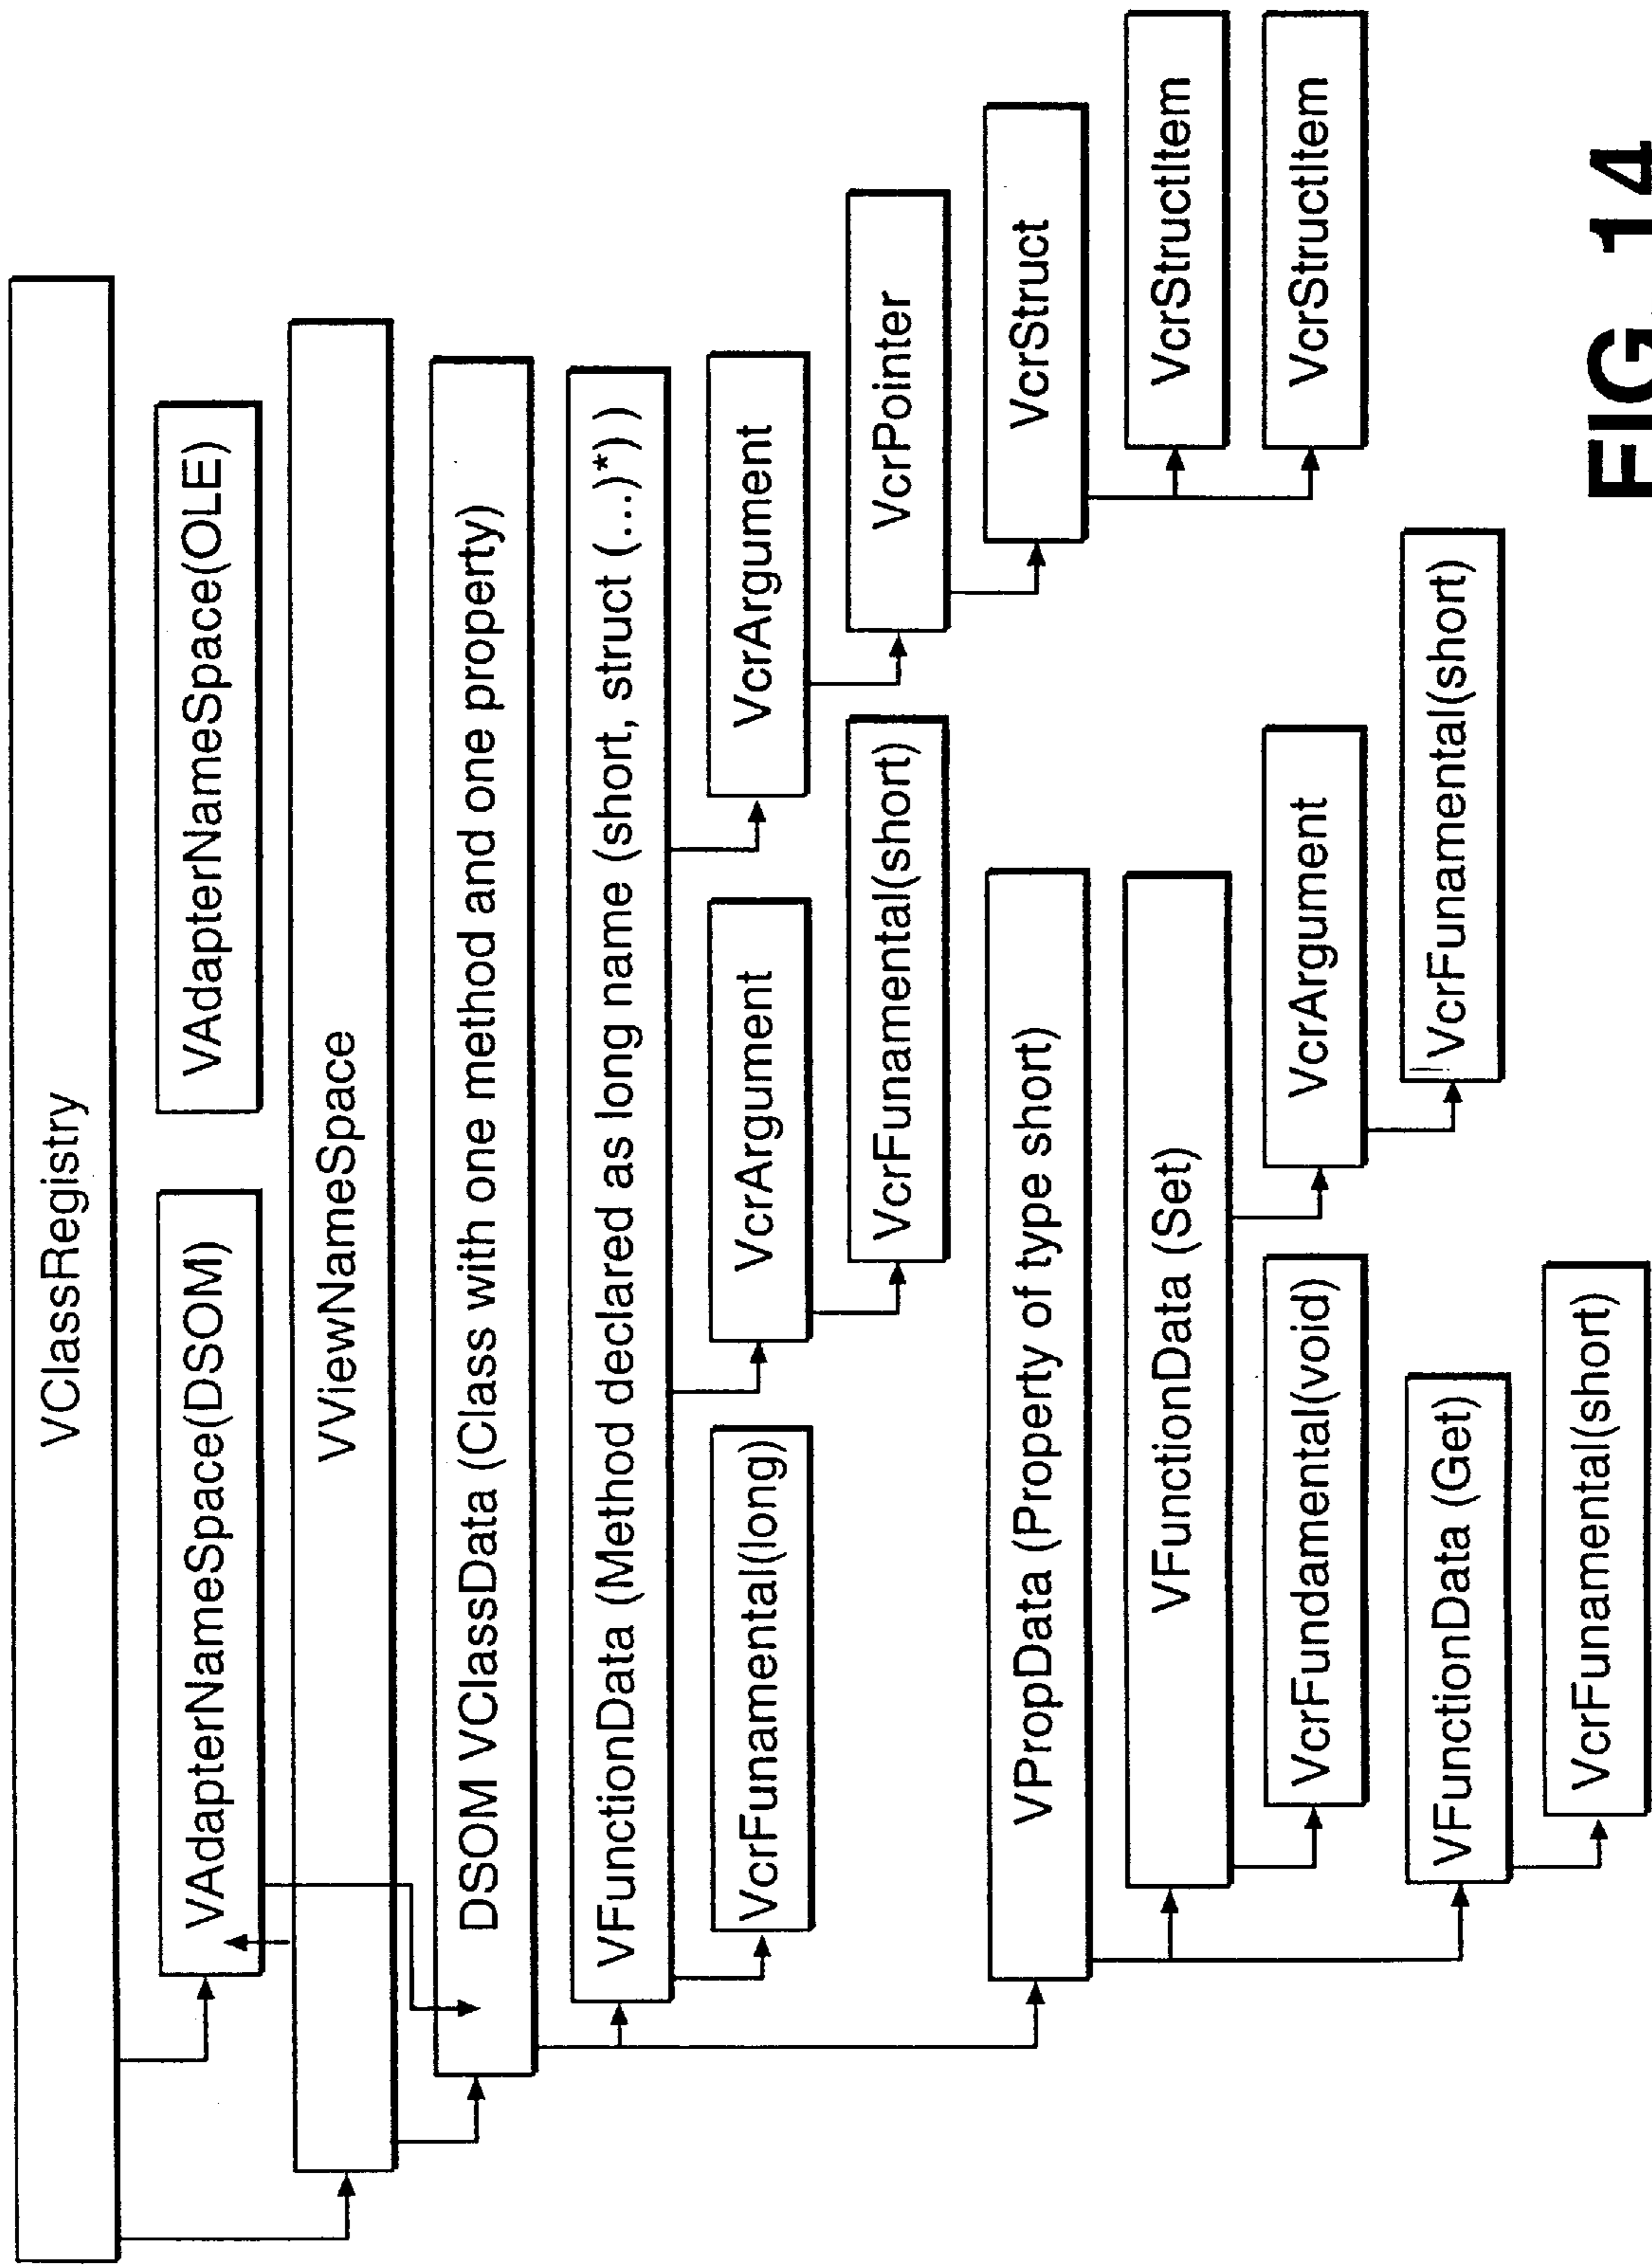 VClassRegistry
VAdapterNameSpace(DSOM)
VAdapterNameSpace(OLE)
VViewNameSpace
DSOM VClassData (Class with one method and one property)
VFunctionData (Method declared as long name (short, struct (...)*) )
VcrFunamental(long)
VcrArgument
VcrArgument
VcrFunamental(short)
VcrPointer
VcrStruct
VcrStructItem
VcrStructItem
VPropData (Property of type short)
VFunctionData (Set)
VcrFundamental(void)
VcrArgument
VcrFunamental(short)
VFunctionData (Get)
VcrFunamental(short)
FIG. 14